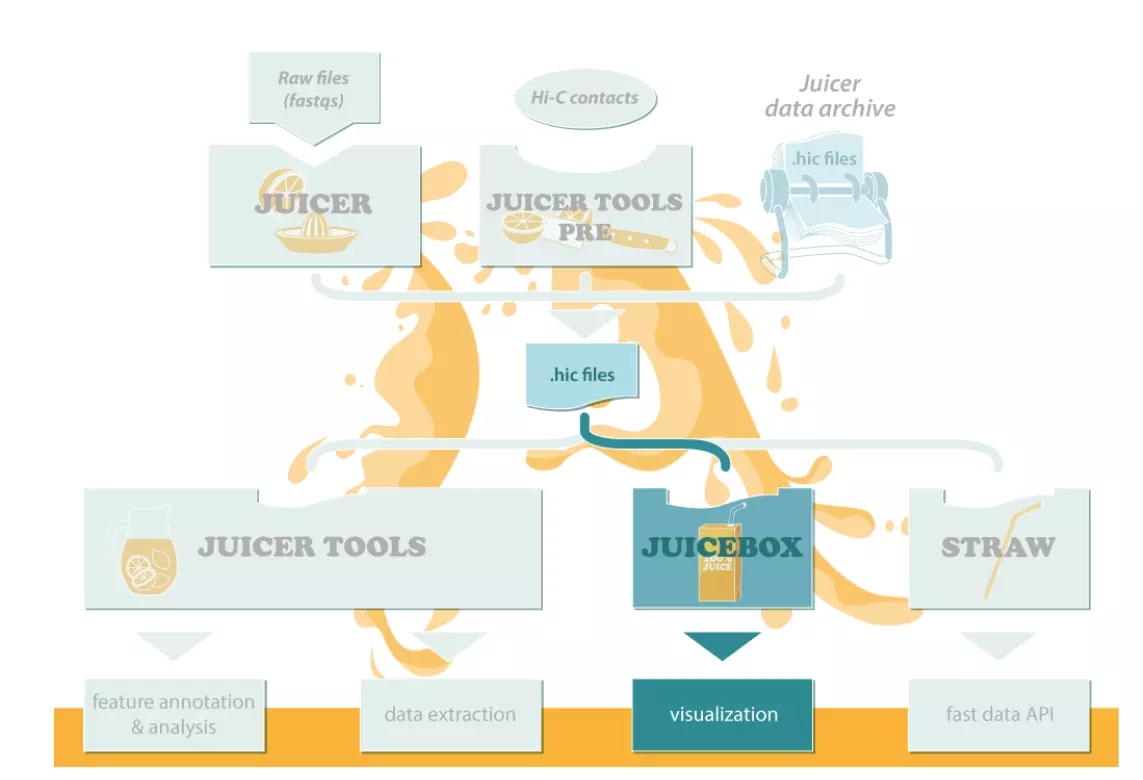 Raw files
(fastqs)
Hi-C contacts
Juicer
data archive
.hic files
JUICER
JUICER TOOLS
PRE
.hic files
JUICER TOOLS
JUICEBOX
100%
JUICE
STRAW
feature annotation
& analysis
data extraction
visualization
fast data API